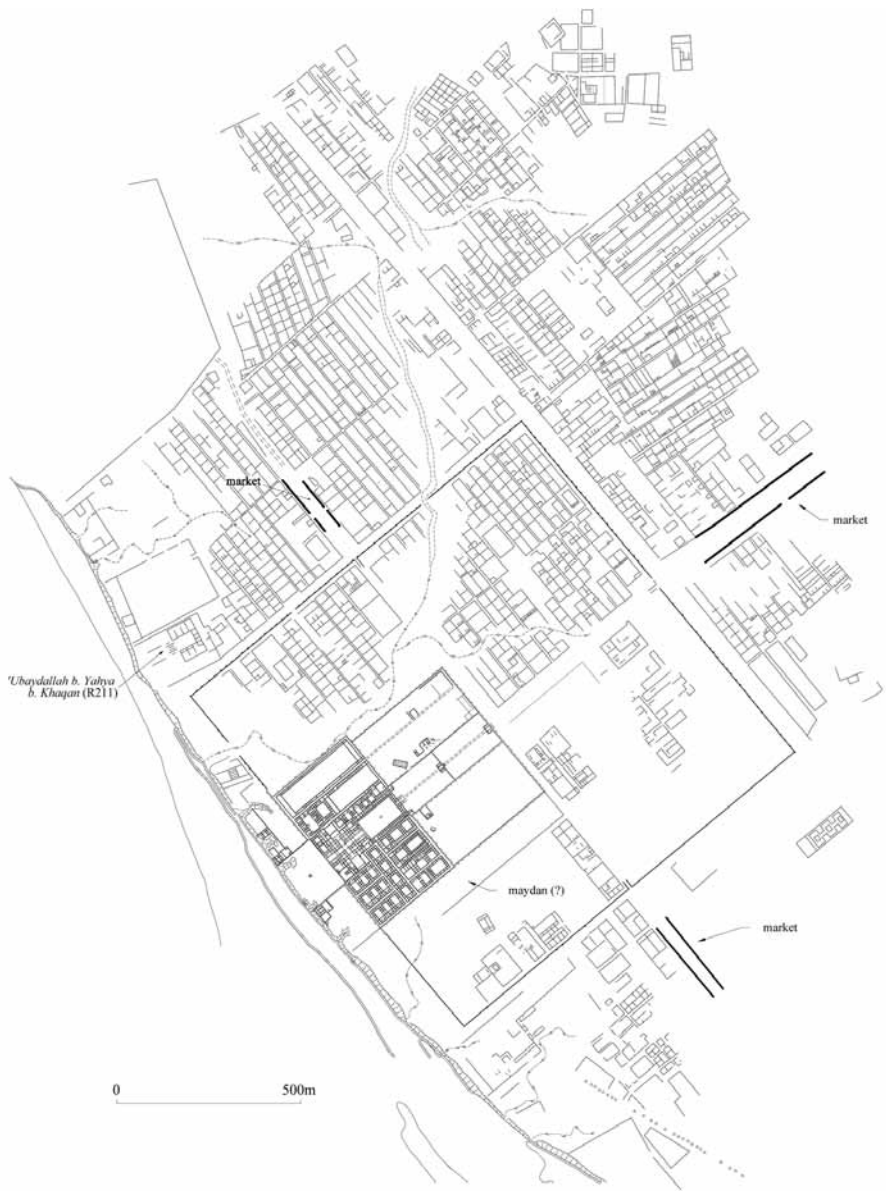 market
market
'Ubaydallah b. Yahya
b. Khaqan (R211)
maydan (?)
market
0 500m